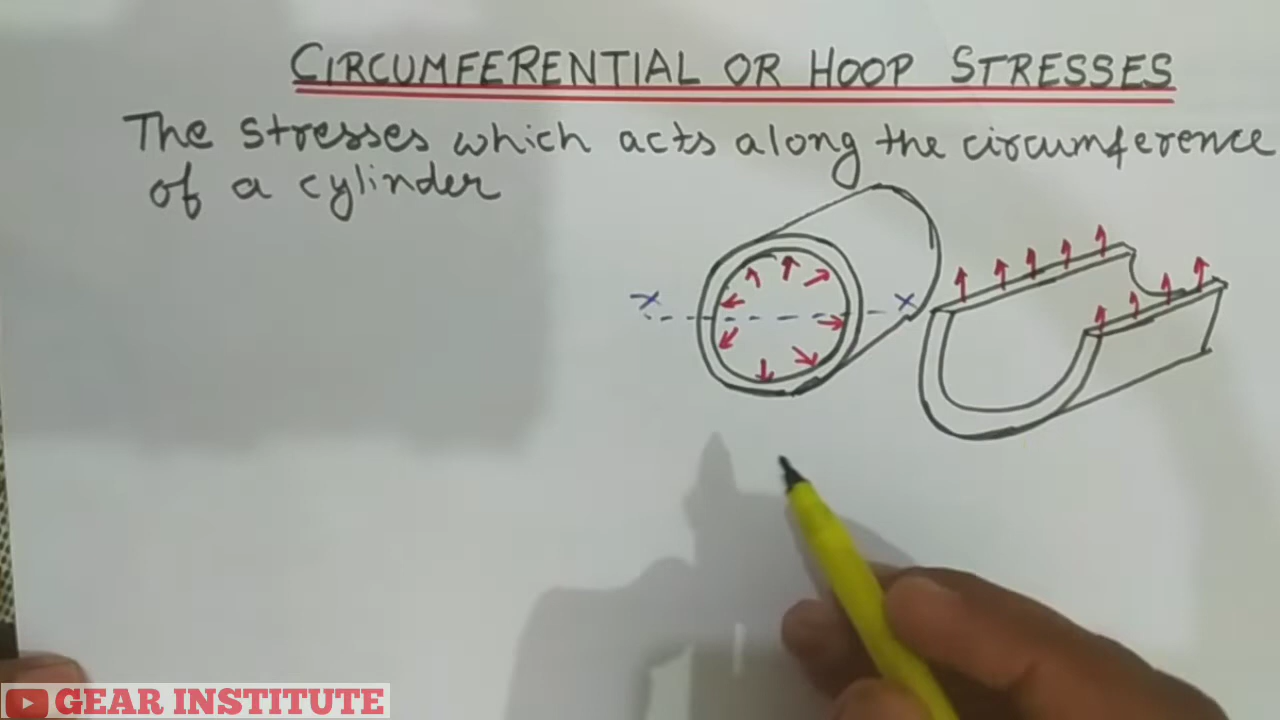 CIRCUMFERENTIAL OR HOOP STRESSES
The stresses which acts along the circumference
of a cylinder
X X
GEAR INSTITUTE